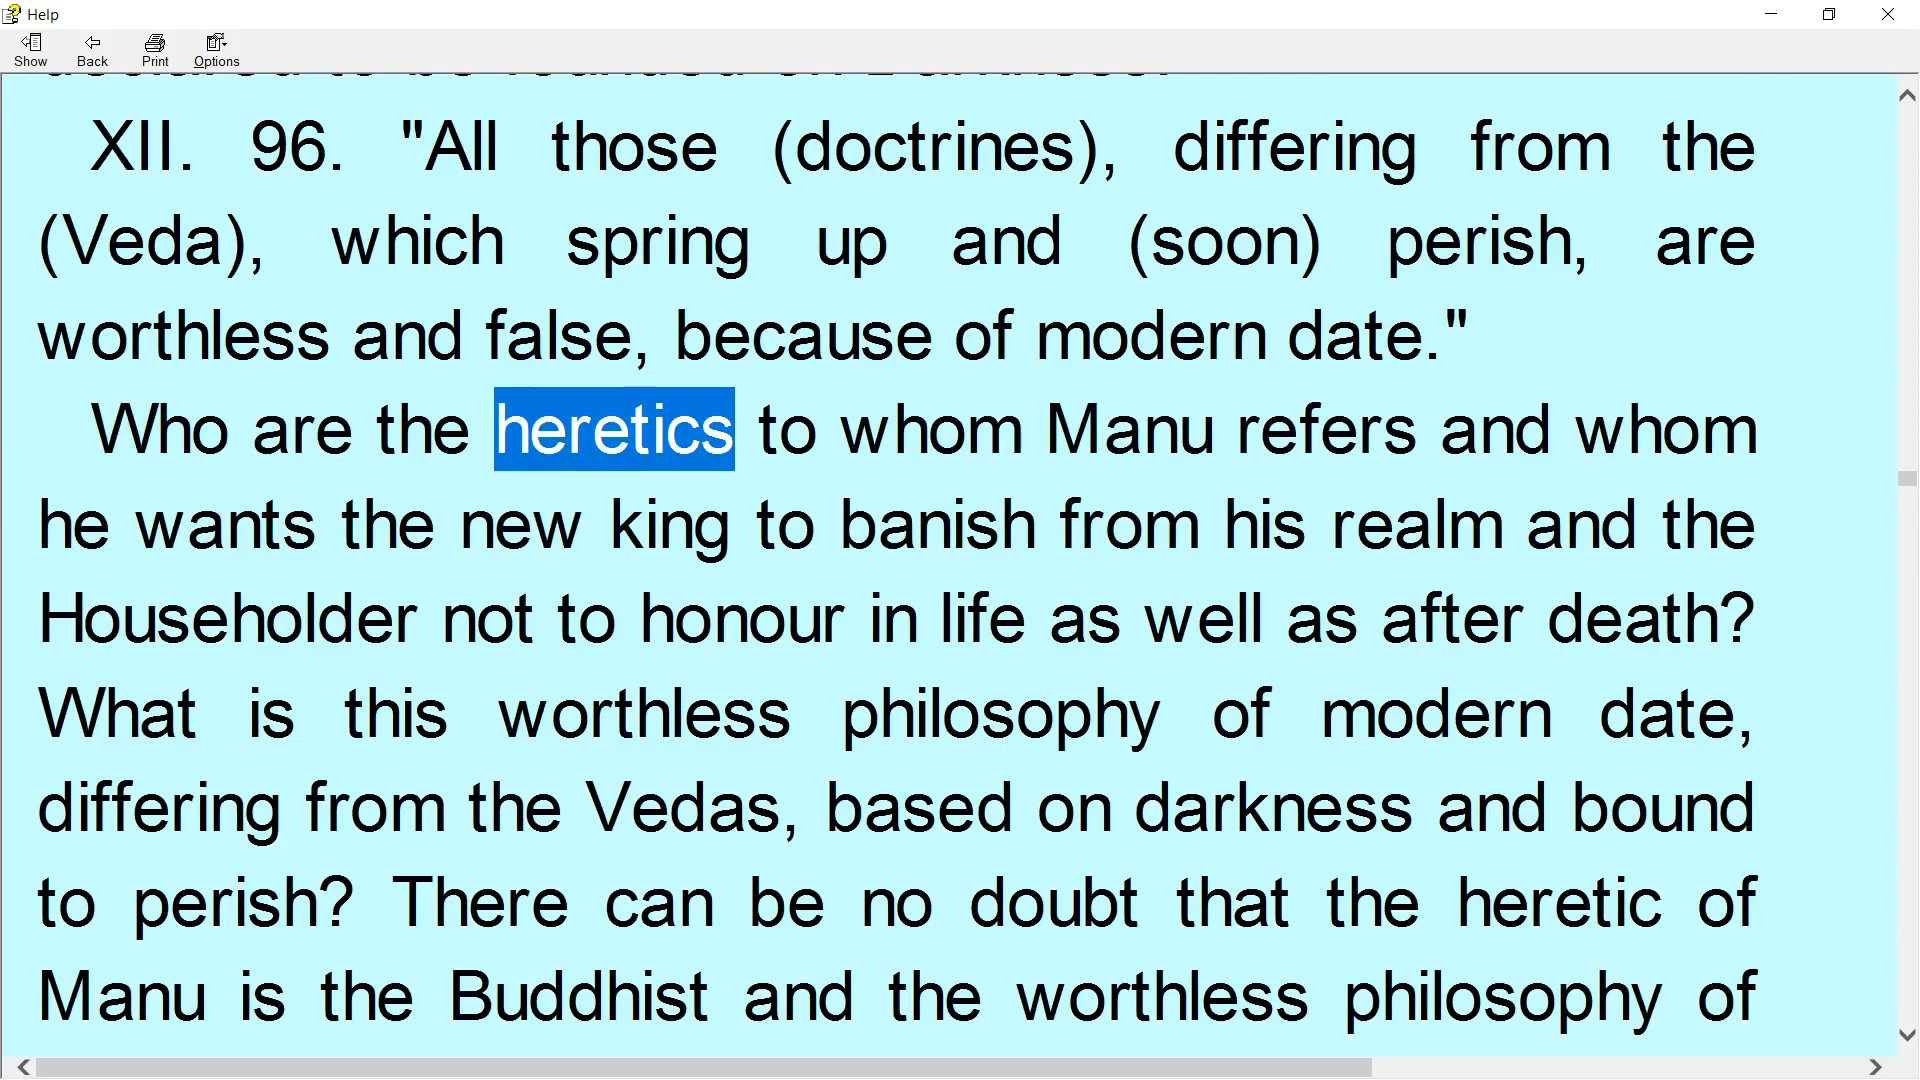 Help
Show Back Print Options
XII. 96. "All those (doctrines), differing from the
(Veda), which spring up and (soon) perish, are
worthless and false, because of modern date."
Who are the heretics to whom Manu refers and whom
he wants the new king to banish from his realm and the
Householder not to honour in life as well as after death?
What is this worthless philosophy of modern date,
differing from the Vedas, based on darkness and bound
to perish? There can be no doubt that the heretic of
Manu is the Buddhist and the worthless philosophy of